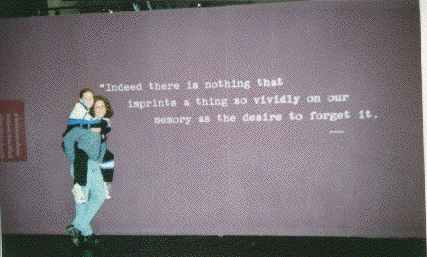 "Indeed there is nothing that
imprints a thing so vividly on our
memory as the desire to forget it.